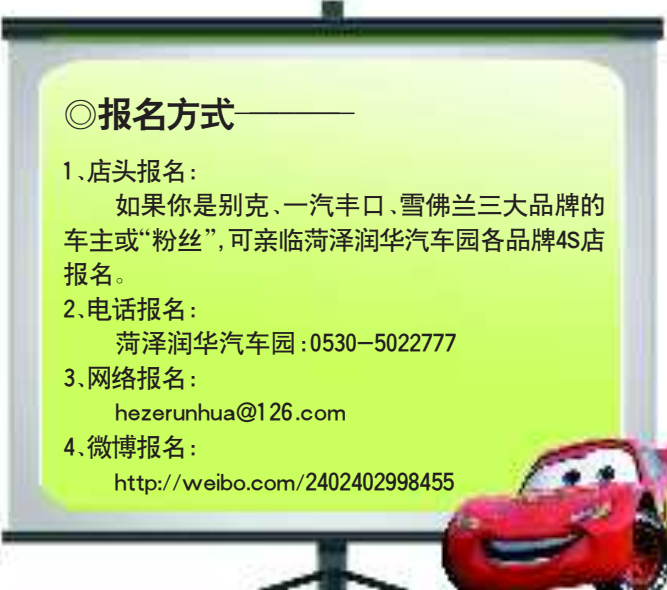 ◎报名方式————
1、店头报名：
如果你是别克、一汽丰口、雪佛兰三大品牌的
车主或“粉丝”，可亲临菏泽润华汽车园各品牌4S店
报名。
2、电话报名：
菏泽润华汽车园：0530-5022777
3、网络报名：
hezerunhua@126.com
4、微博报名：
http://weibo.com/2402402998455